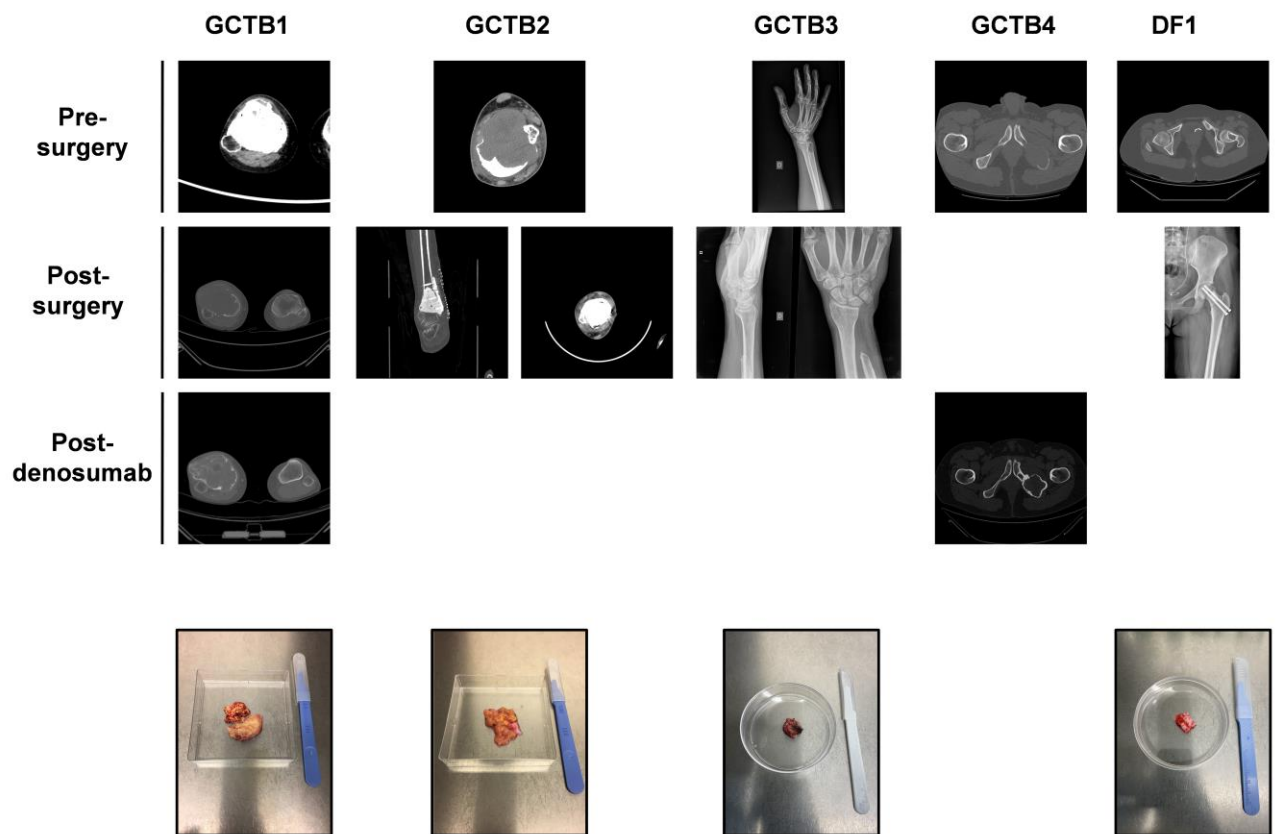 GCTB1 GCTB2 GCTB3 GCTB4 DF1
Pre-
surgery
Post-
surgery
Post-
denosumab